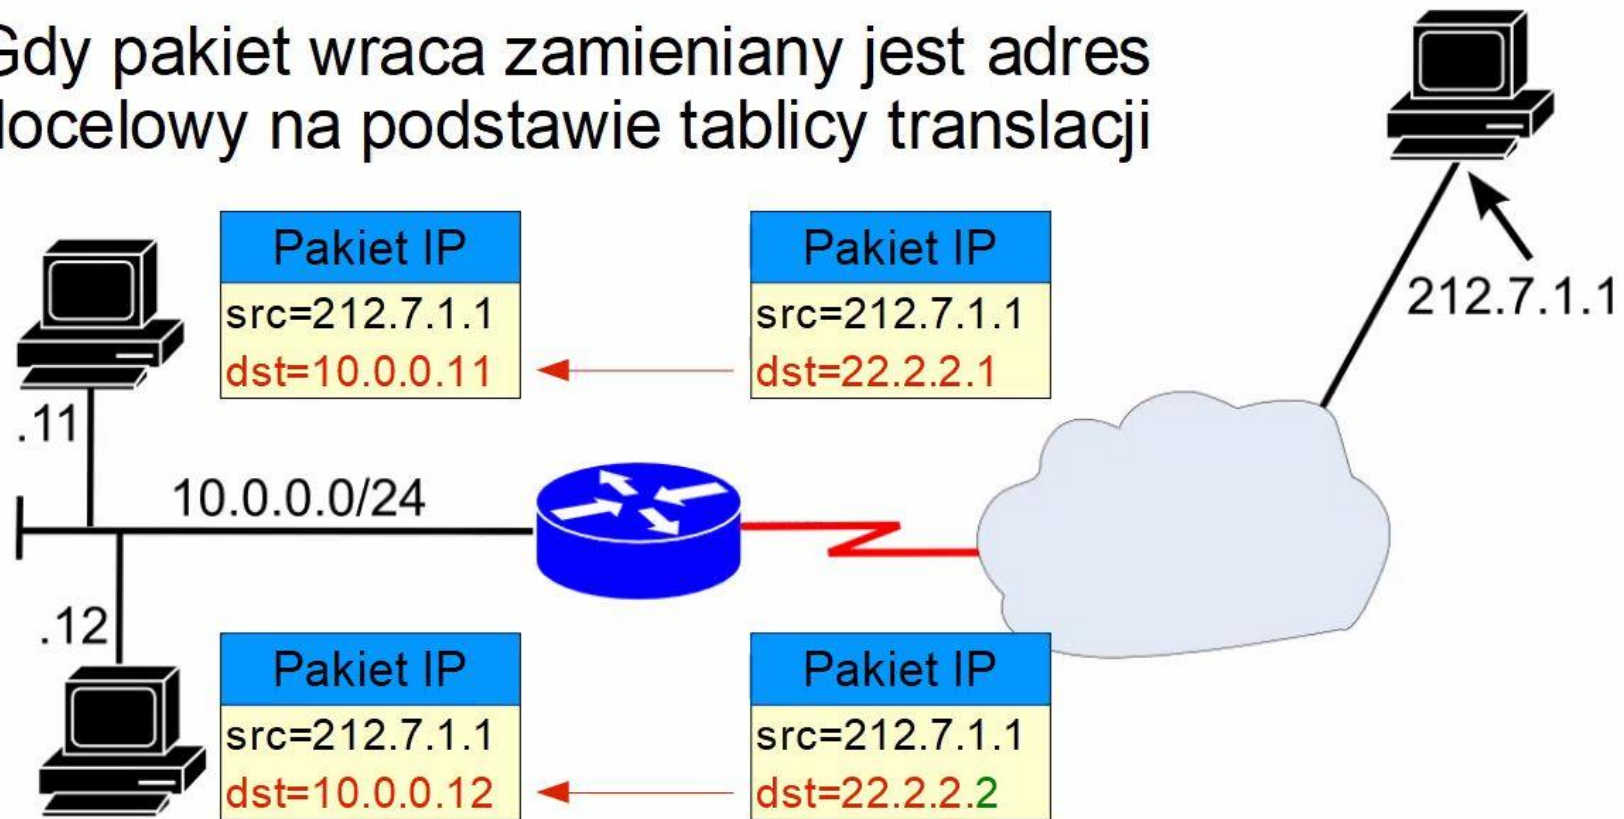 Gdy pakiet wraca zamieniany jest adres
docelowy na podstawie tablicy translacji
Pakiet IP
src=212.7.1.1
dst=10.0.0.11
Pakiet IP
src=212.7.1.1
dst=22.2.2.1
212.7.1.1
.11
10.0.0.0/24
.12
Pakiet IP
src=212.7.1.1
dst=10.0.0.12
Pakiet IP
src=212.7.1.1
dst=22.2.2.2